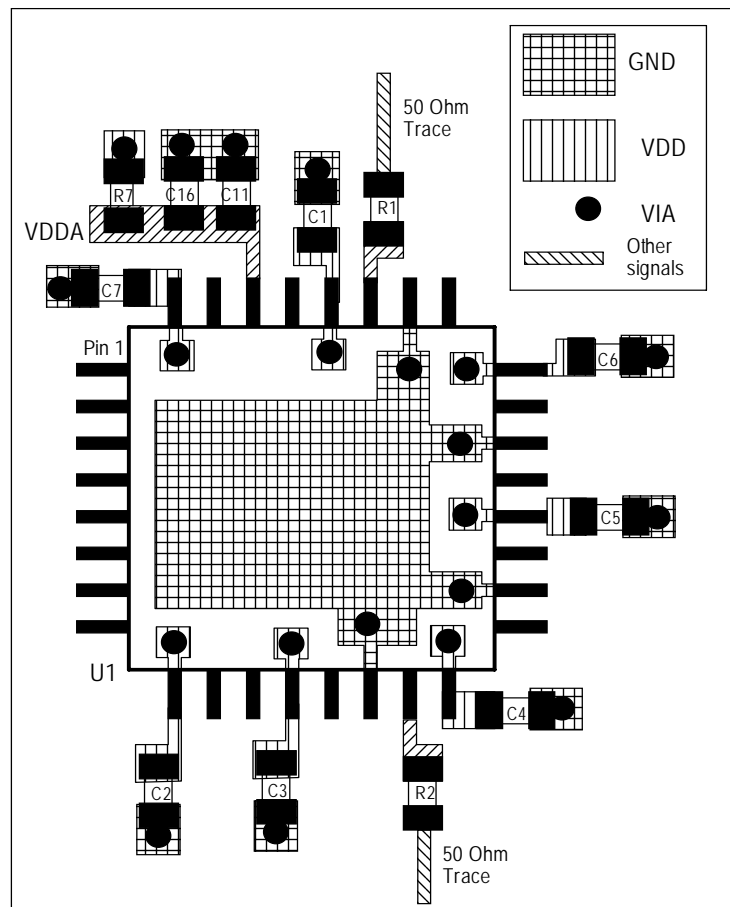 GND
50 Ohm
Trace
VDD
R7
C16
C11
C1
R1
VIA
VDDA
Other
signals
C7
Pin 1
C6
C5
U1
C4
C2
C3
R2
50 Ohm
Trace